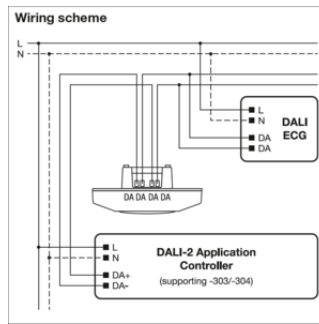 Wiring scheme
L
N
L
N
DALI
ECG
DA
DA
DA DA DA DA
L
N
DALI-2 Application
Controller
(supporting -303/-304)
DA+
DA-